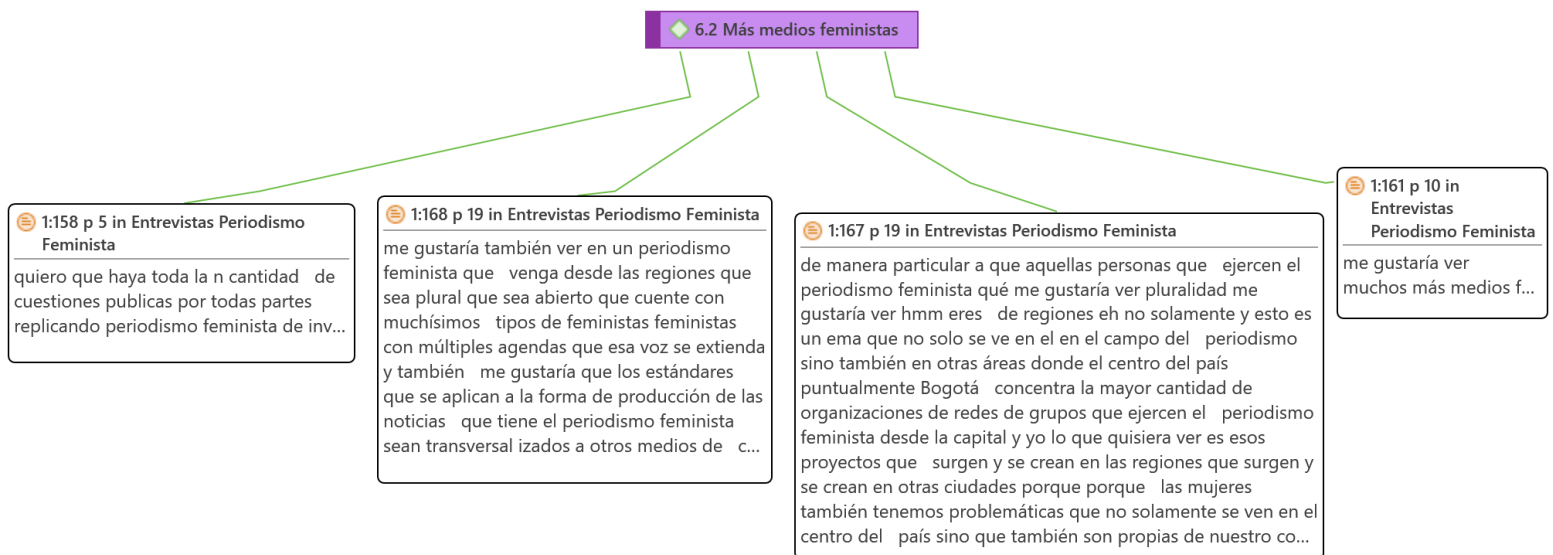 6.2 Más medios feministas
1:158 p 5 in Entrevistas Periodismo
Feminista
quiero que haya toda la n cantidad de
cuestiones publicas por todas partes
replicando periodismo feminista de inv...
1:168 p 19 in Entrevistas Periodismo Feminista
me gustaría también ver en un periodismo
feminista que venga desde las regiones que
sea plural que sea abierto que cuente con
muchísimos tipos de feministas feministas
con múltiples agendas que esa voz se extienda
y también me gustaría que los estándares
que se aplican a la forma de producción de las
noticias que tiene el periodismo feminista
sean transversal izados a otros medios de c...
1:167 p 19 in Entrevistas Periodismo Feminista
de manera particular a que aquellas personas que ejercen el
periodismo feminista qué me gustaría ver pluralidad me
gustaría ver hmm eres de regiones eh no solamente y esto es
un ema que no solo se ve en el en el campo del periodismo
sino también en otras áreas donde el centro del país
puntualmente Bogotá concentra la mayor cantidad de
organizaciones de redes de grupos que ejercen el periodismo
feminista desde la capital y yo lo que quisiera ver es esos
proyectos que surgen y se crean en las regiones que surgen y
se crean en otras ciudades porque porque las mujeres
también tenemos problemáticas que no solamente se ven en el
centro del país sino que también son propias de nuestro co...
1:161 p 10 in
Entrevistas
Periodismo Feminista
me gustaría ver
muchos más medios f...